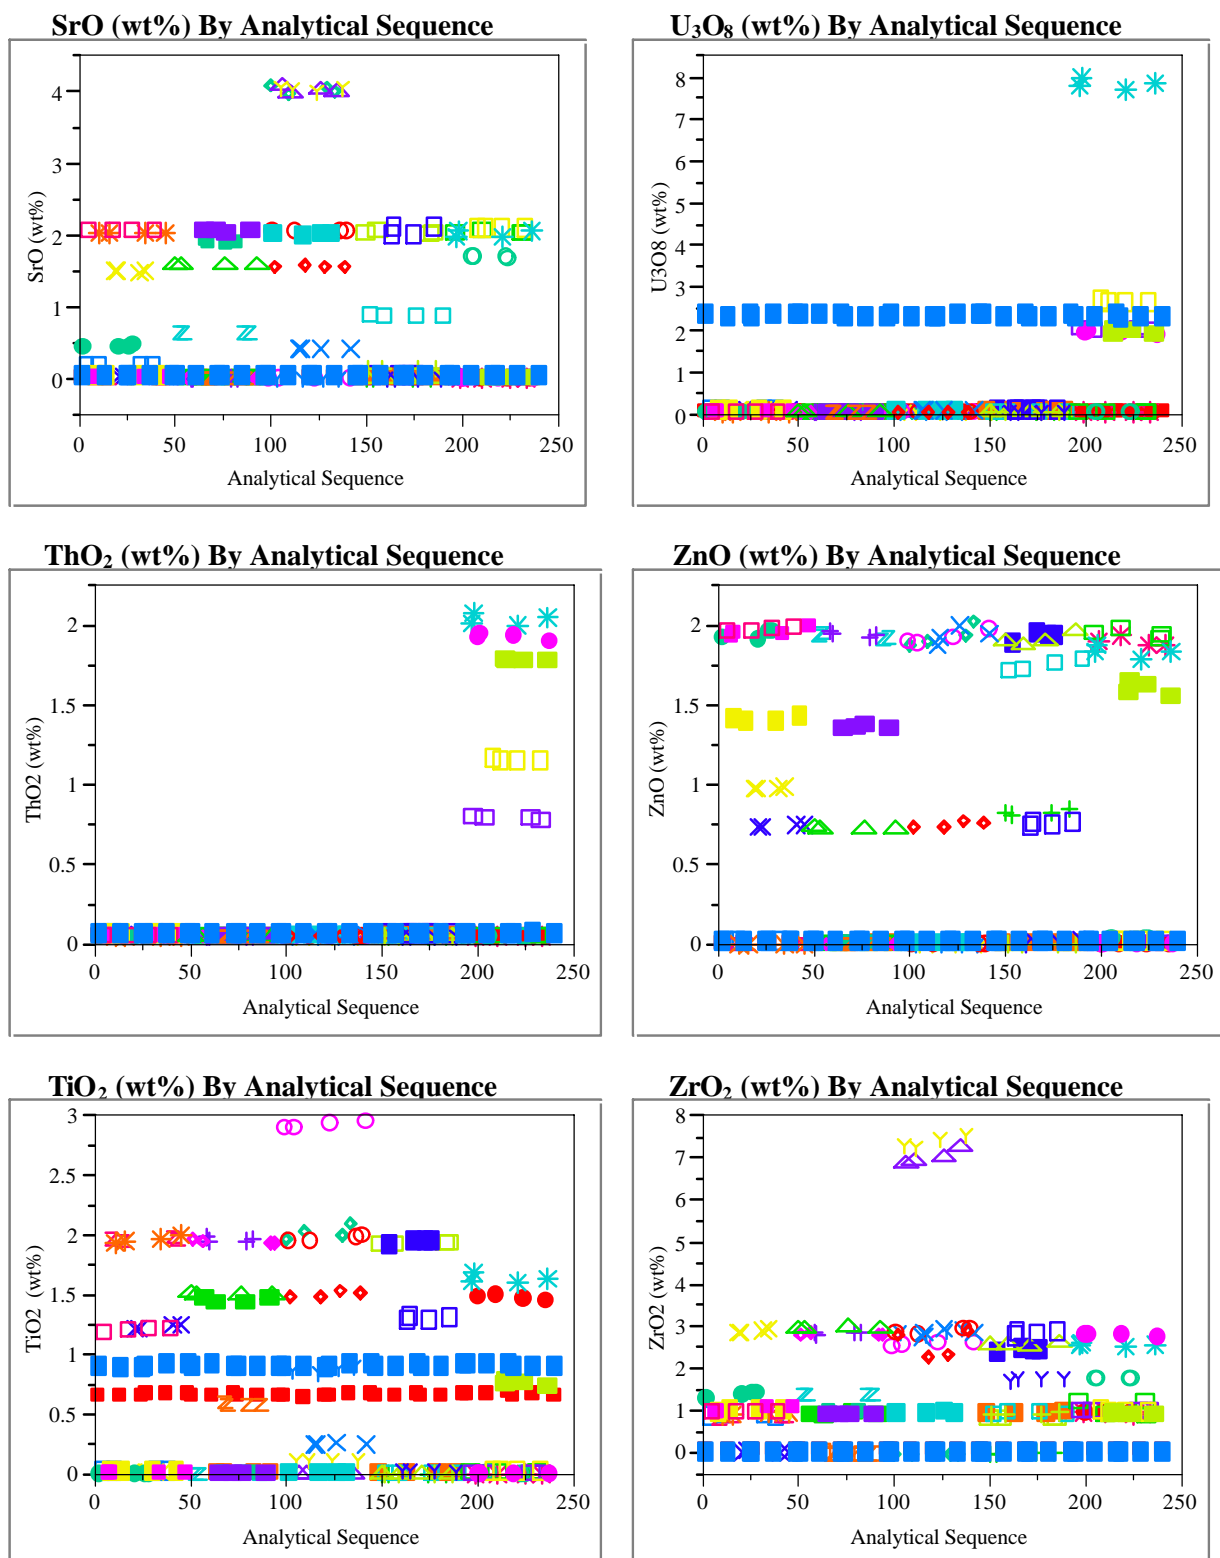 SrO (wt%) By Analytical Sequence
SrO (wt%)
4
3
2
1
0
0 50 100 150 200 250
Analytical Sequence
U₃O₈ (wt%) By Analytical Sequence
U3O8 (wt%)
8
7
6
5
4
3
2
1
0
0 50 100 150 200 250
Analytical Sequence
ThO₂ (wt%) By Analytical Sequence
ThO2 (wt%)
2
1.5
1
0.5
0
0 50 100 150 200 250
Analytical Sequence
ZnO (wt%) By Analytical Sequence
ZnO (wt%)
2
1.5
1
0.5
0
0 50 100 150 200 250
Analytical Sequence
TiO₂ (wt%) By Analytical Sequence
TiO2 (wt%)
3
2.5
2
1.5
1
0.5
0
0 50 100 150 200 250
Analytical Sequence
ZrO₂ (wt%) By Analytical Sequence
ZrO2 (wt%)
8
7
6
5
4
3
2
1
0
0 50 100 150 200 250
Analytical Sequence